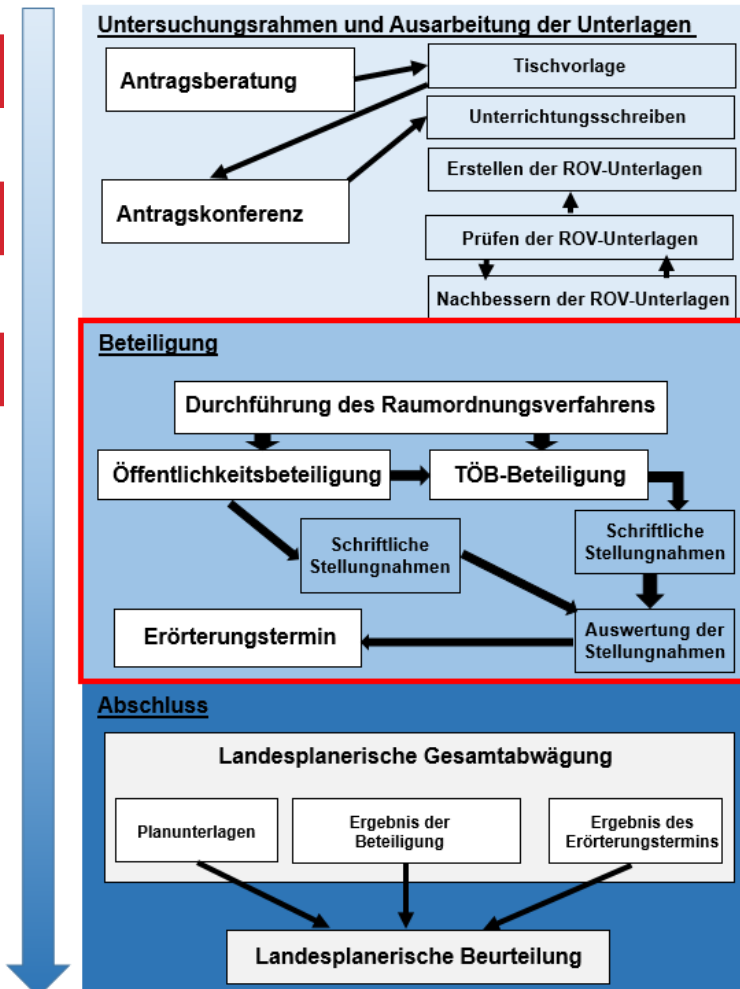 Untersuchungsrahmen und Ausarbeitung der Unterlagen
Antragsberatung
Tischvorlage
Unterrichtungsschreiben
Erstellen der ROV-Unterlagen
Antragskonferenz
Prüfen der ROV-Unterlagen
Nachbessern der ROV-Unterlagen
Beteiligung
Durchführung des Raumordnungsverfahrens
Öffentlichkeitsbeteiligung
TÖB-Beteiligung
Schriftliche
Stellungnahmen
Schriftliche
Stellungnahmen
Erörterungstermin
Auswertung der
Stellungnahmen
Abschluss
Landesplanerische Gesamtabwägung
Planunterlagen
Ergebnis der
Beteiligung
Ergebnis des
Erörterungstermins
Landesplanerische Beurteilung